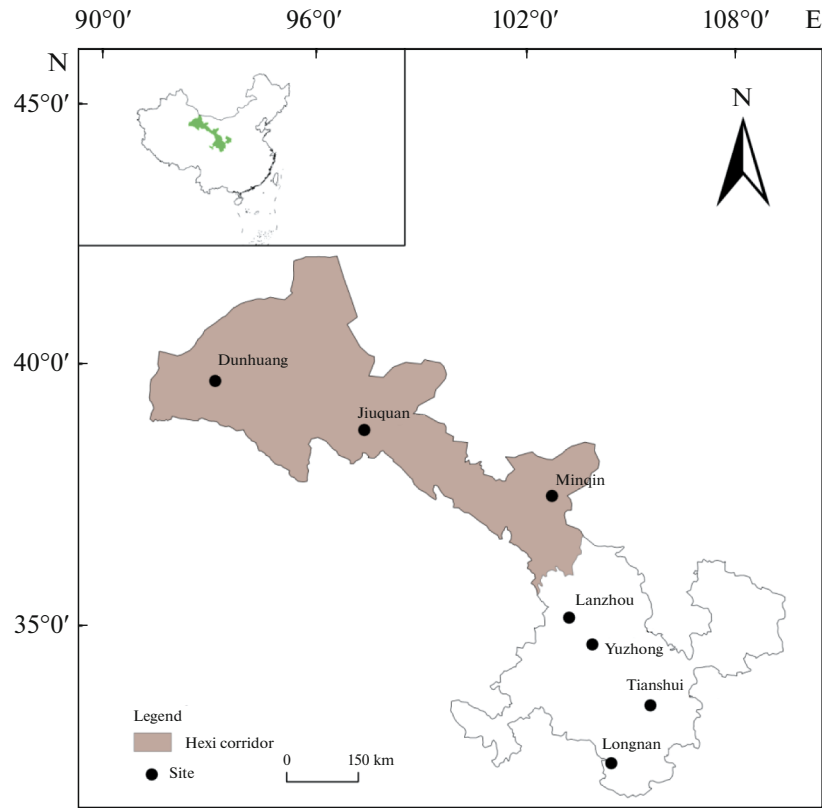 90°0′ 96°0′ 102°0′ 108°0′ E
N
45°0′
N
40°0′
Dunhuang
Jiuquan
Minqin
35°0′
Lanzhou
Yuzhong
Tianshui
Longnan
Legend
Hexi corridor
Site
0 150 km